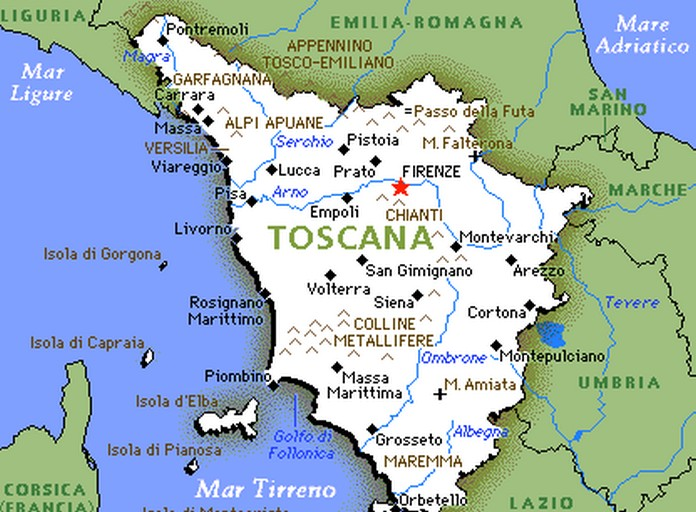 LIGURIA
EMILIA-ROMAGNA
Mare
Adriatico
Pontremoli
Magra
APPENNINO
TOSCO-EMILIANO
Mar
Ligure
GARFAGNANA
Carrara
SAN
MARINO
Passo della Futa
ALPI APUANE
Massa
Serchio
Pistoia
M. Falterona
VERSILIA
Viareggio
Lucca
Prato
FIRENZE
Pisa
Arno
MARCHE
Empoli
CHIANTI
Livorno
TOSCANA
Montevarchi
Isola di Gorgona
San Gimignano
Arezzo
Volterra
Siena
Rosignano
Marittimo
Cortona
Tevere
COLLINE
METALLIFERE
Isola di Capraia
Ombrone
Montepulciano
Piombino
Massa
Marittima
M. Amiata
UMBRIA
Isola d'Elba
Golfo di
Follonica
Grosseto
Albegna
Isola di Pianosa
MAREMMA
CORSICA
(FRANCIA)
Mar Tirreno
Orbetello
LAZIO